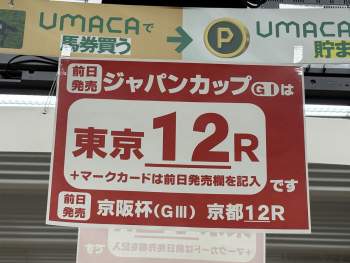 UMACAで
馬券買う
P
UMACA
貯ま
前日
発売
ジャパンカップ(GⅠ)は
東京12R
+マークカードは前日発売欄を記入
です
前日
発売
京阪杯(GⅢ) 京都12R